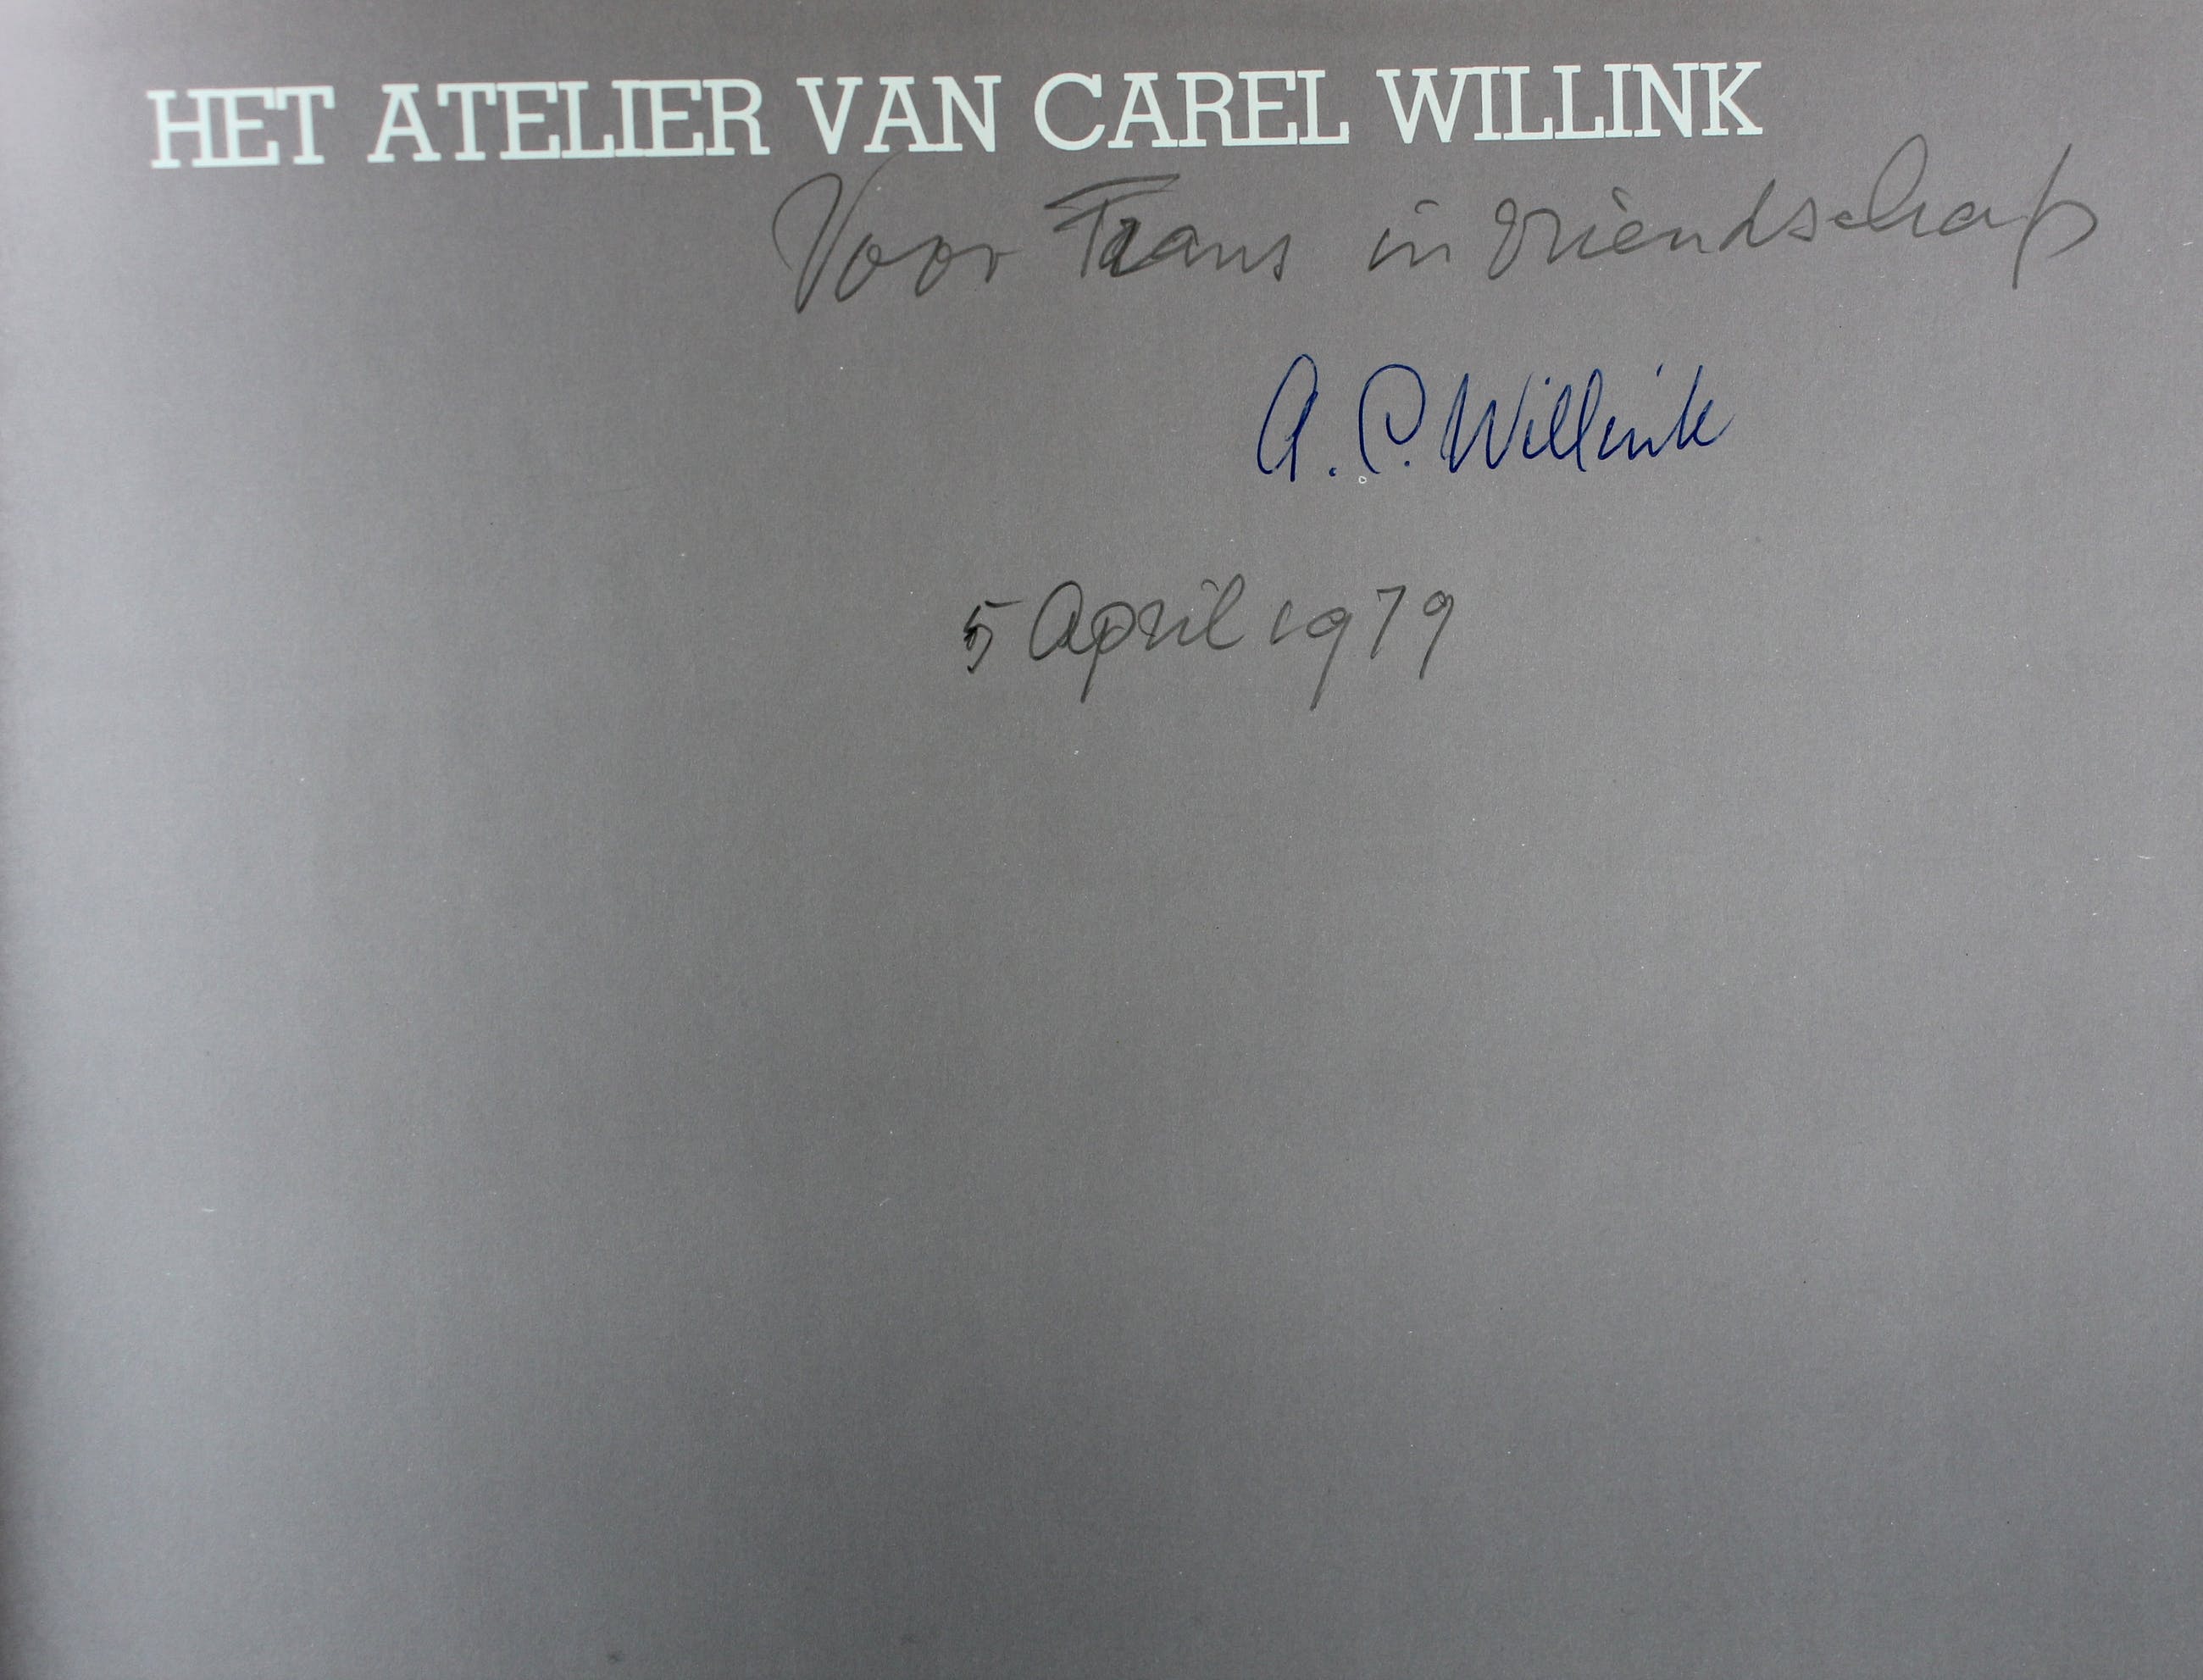 HET ATELIER VAN CAREL WILLINK
Voor Frans in vriendschap
A. C. Willink
5 April 1979